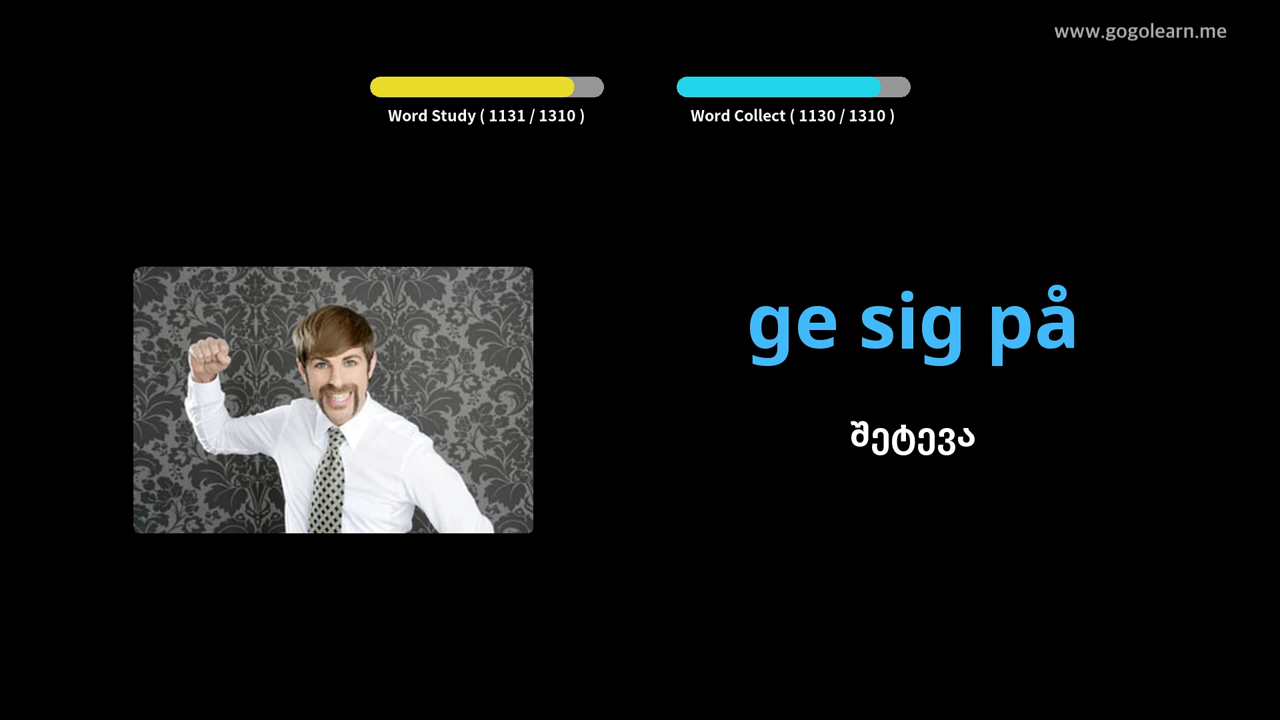 www.gogolearn.me
Word Study ( 1131 / 1310 )
Word Collect ( 1130 / 1310 )
ge sig på
შეტევა